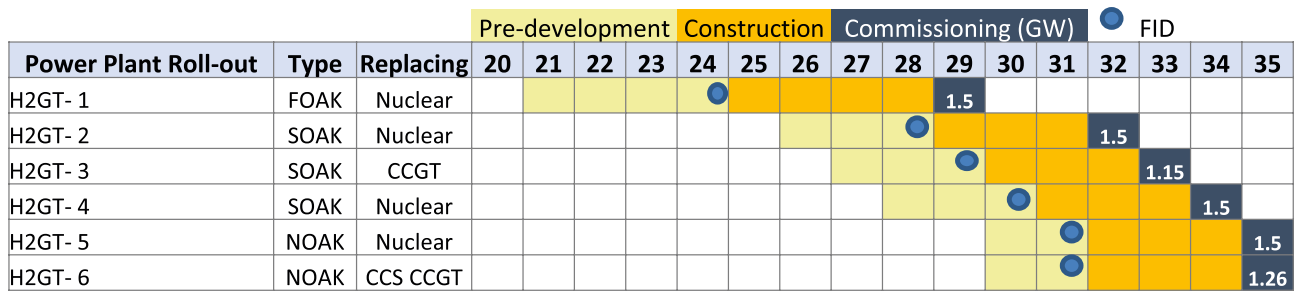 Pre-development Construction Commissioning (GW) FID
Power Plant Roll-out Type Replacing 20 21 22 23 24 25 26 27 28 29 30 31 32 33 34 35
H2GT- 1 FOAK Nuclear 1.5
H2GT- 2 SOAK Nuclear 1.5
H2GT- 3 SOAK CCGT 1.15
H2GT- 4 SOAK Nuclear 1.5
H2GT- 5 NOAK Nuclear 1.5
H2GT- 6 NOAK CCS CCGT 1.26